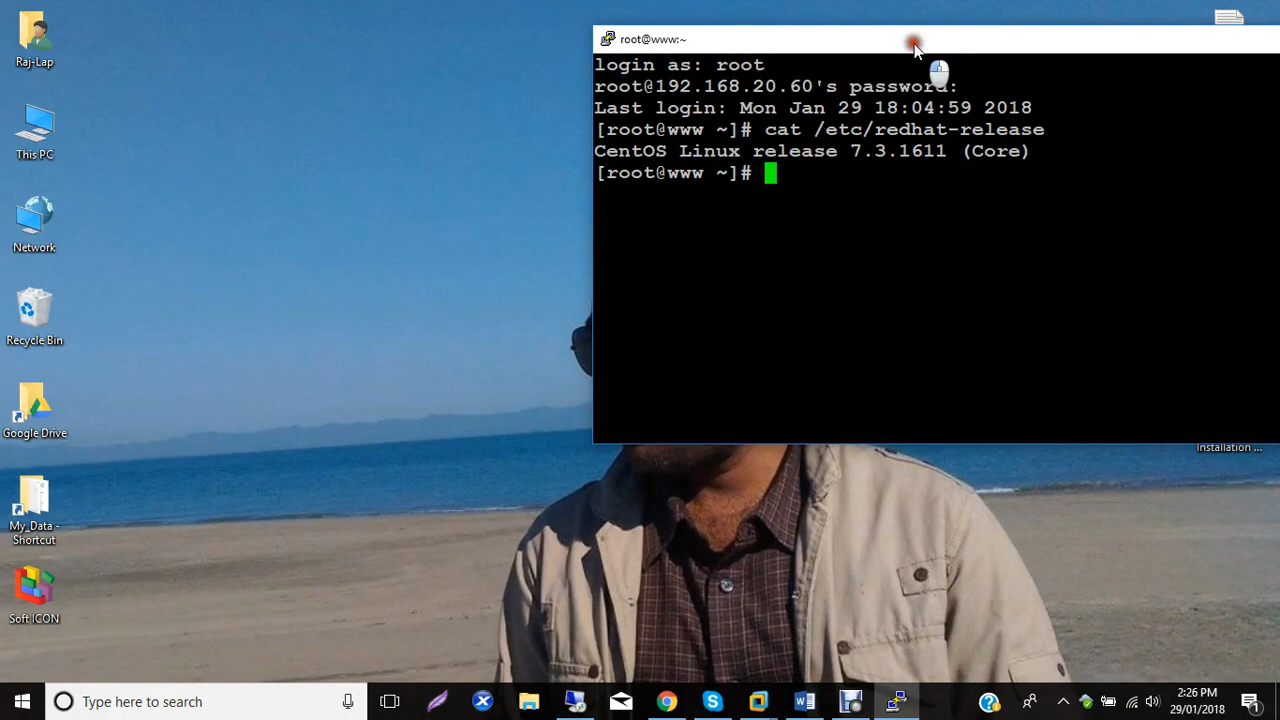 Raj-Lap
This PC
Network
Recycle Bin
Google Drive
My_Data -
Shortcut
Soft ICON
root@www:~
login as: root
root@192.168.20.60's password:
Last login: Mon Jan 29 18:04:59 2018
[root@www ~]# cat /etc/redhat-release
CentOS Linux release 7.3.1611 (Core)
[root@www ~]#
Installation ...
Type here to search
2:26 PM
29/01/2018
1